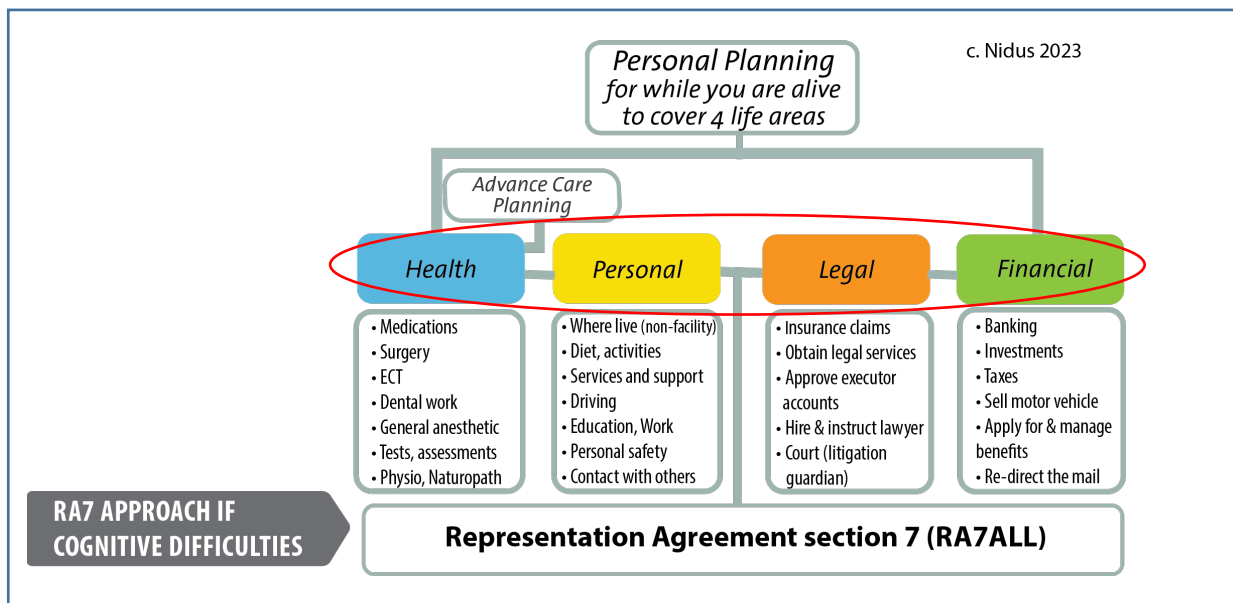 Personal Planning
for while you are alive
to cover 4 life areas
c. Nidus 2023
Advance Care
Planning
Health
Personal
Legal
Financial
• Medications
• Surgery
• ECT
• Dental work
• General anesthetic
• Tests, assessments
• Physio, Naturopath
• Where live (non-facility)
• Diet, activities
• Services and support
• Driving
• Education, Work
• Personal safety
• Contact with others
• Insurance claims
• Obtain legal services
• Approve executor
accounts
• Hire & instruct lawyer
• Court (litigation
guardian)
• Banking
• Investments
• Taxes
• Sell motor vehicle
• Apply for & manage
benefits
• Re-direct the mail
RA7 APPROACH IF
COGNITIVE DIFFICULTIES
Representation Agreement section 7 (RA7ALL)